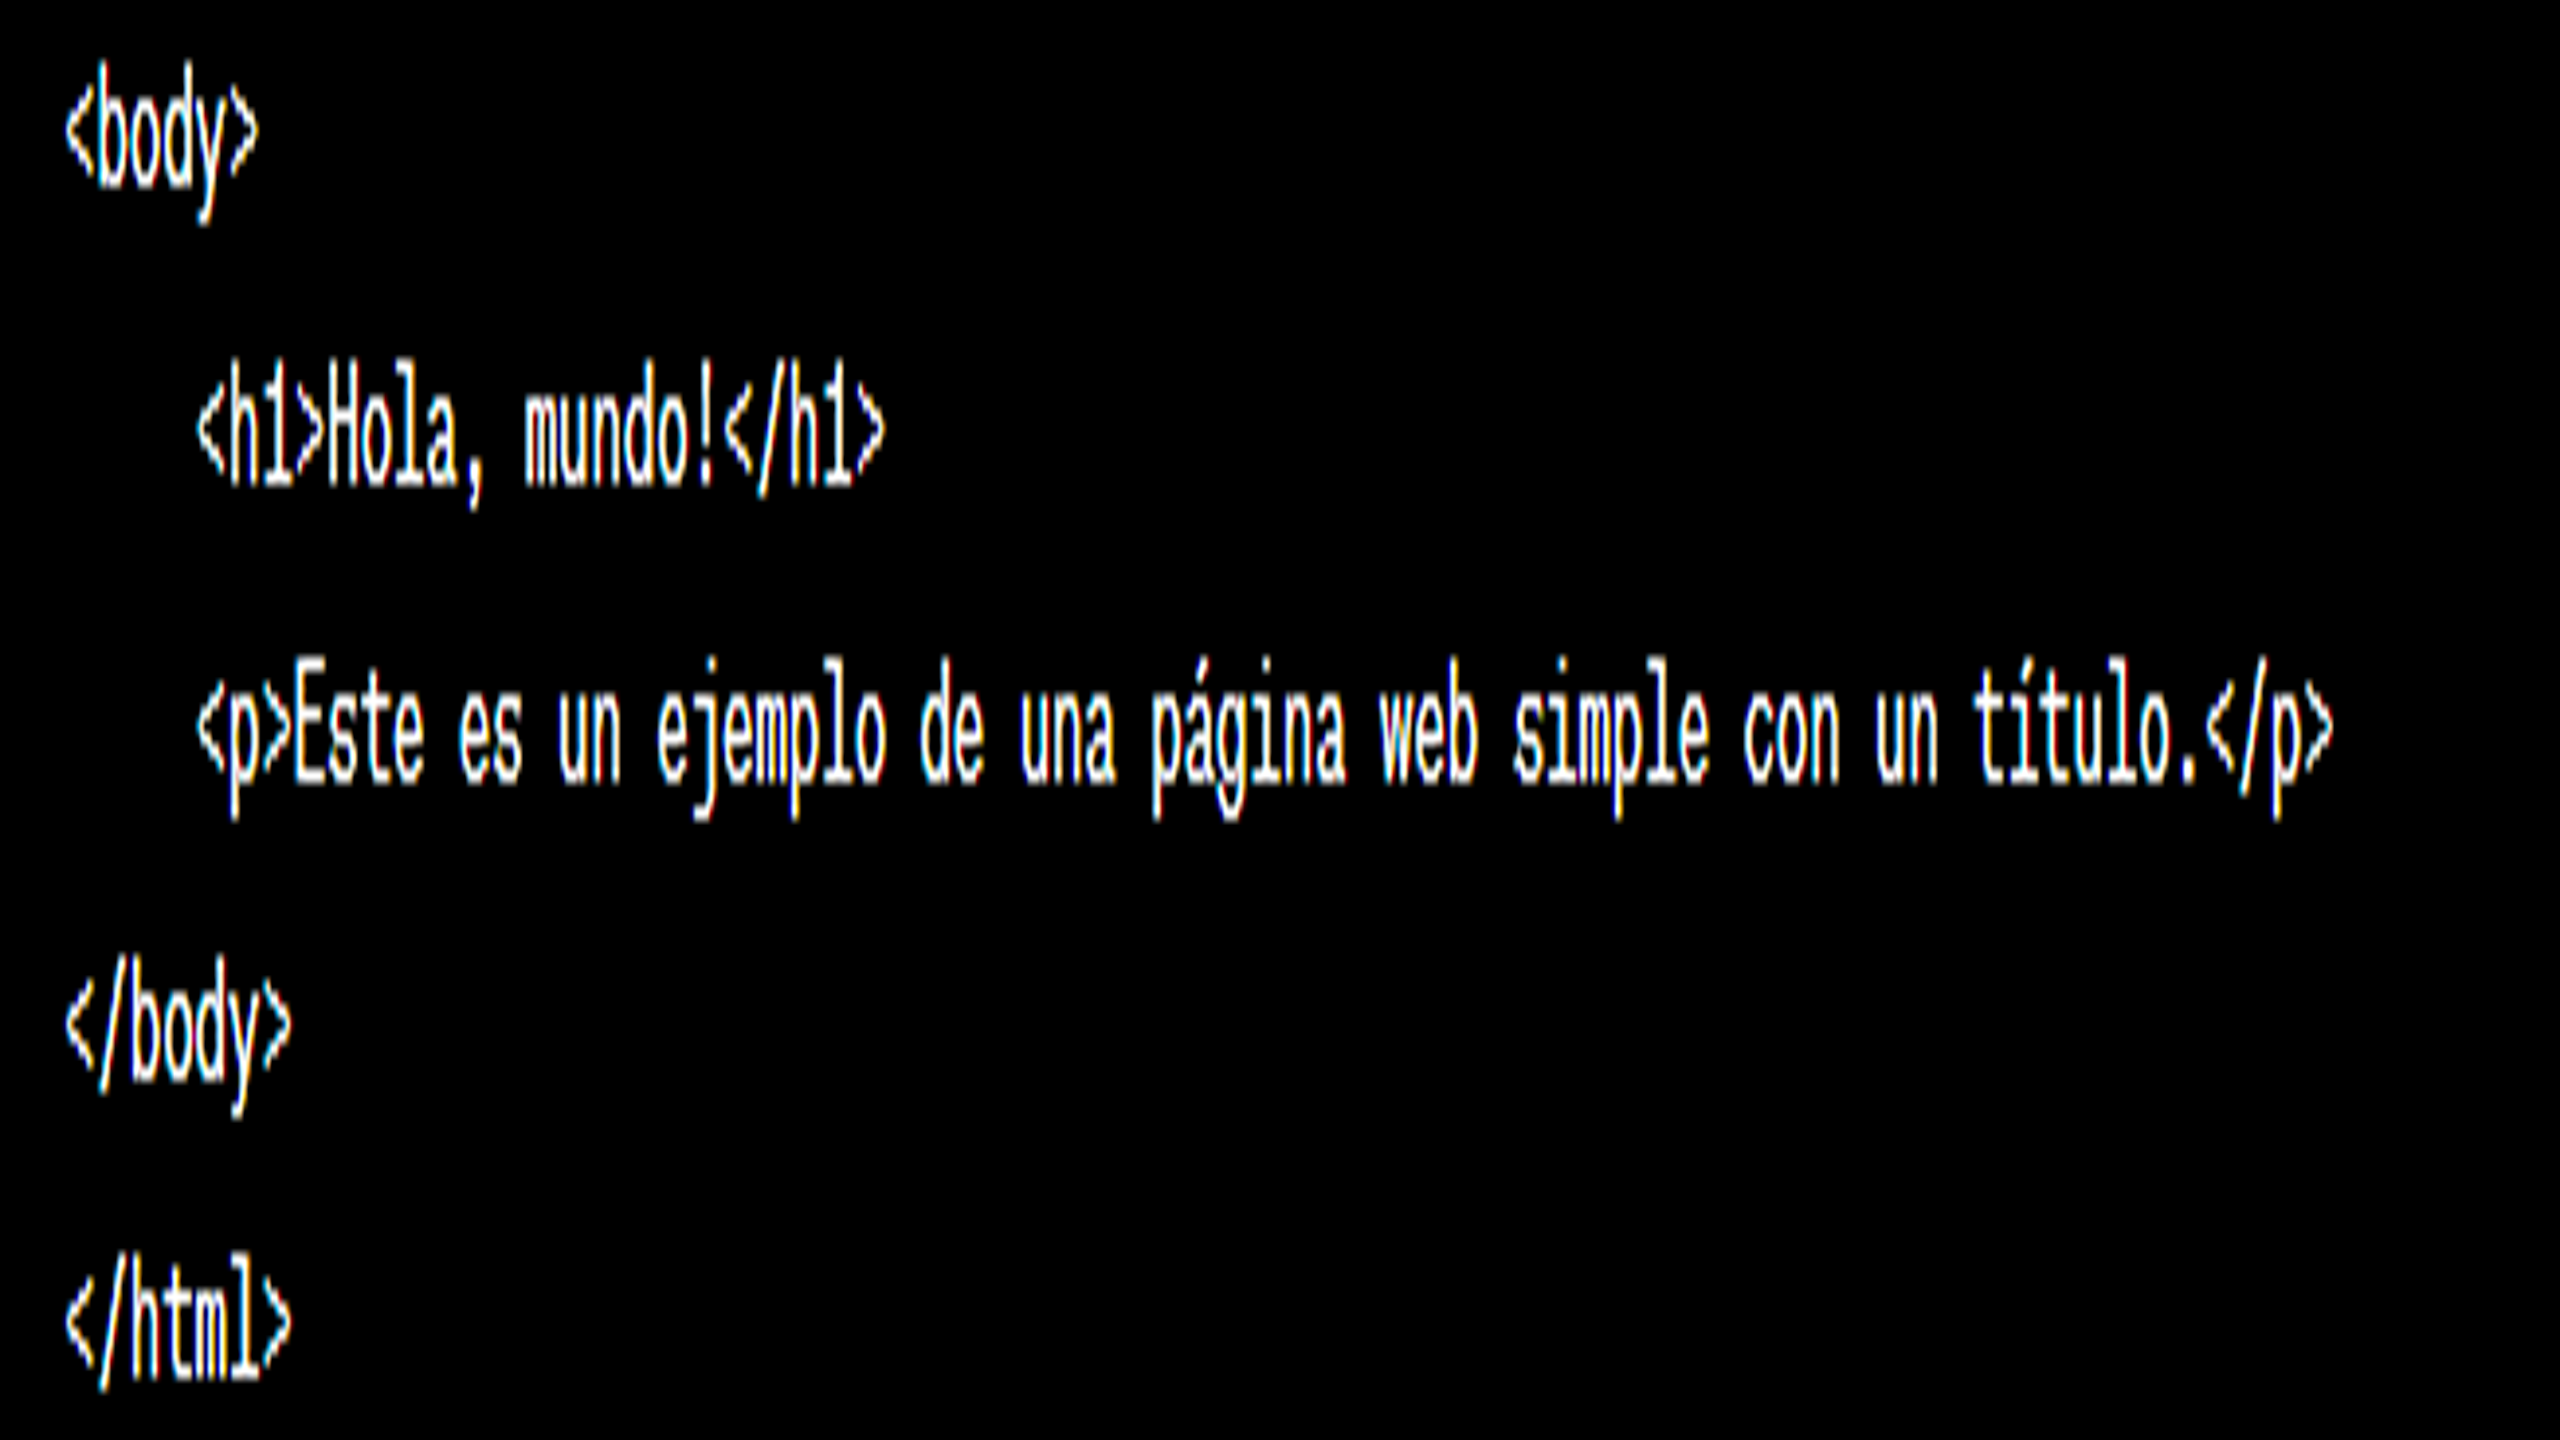 <body>
<h1>Hola, mundo!</h1>
<p>Este es un ejemplo de una página web simple con un título.</p>
</body>
</html>